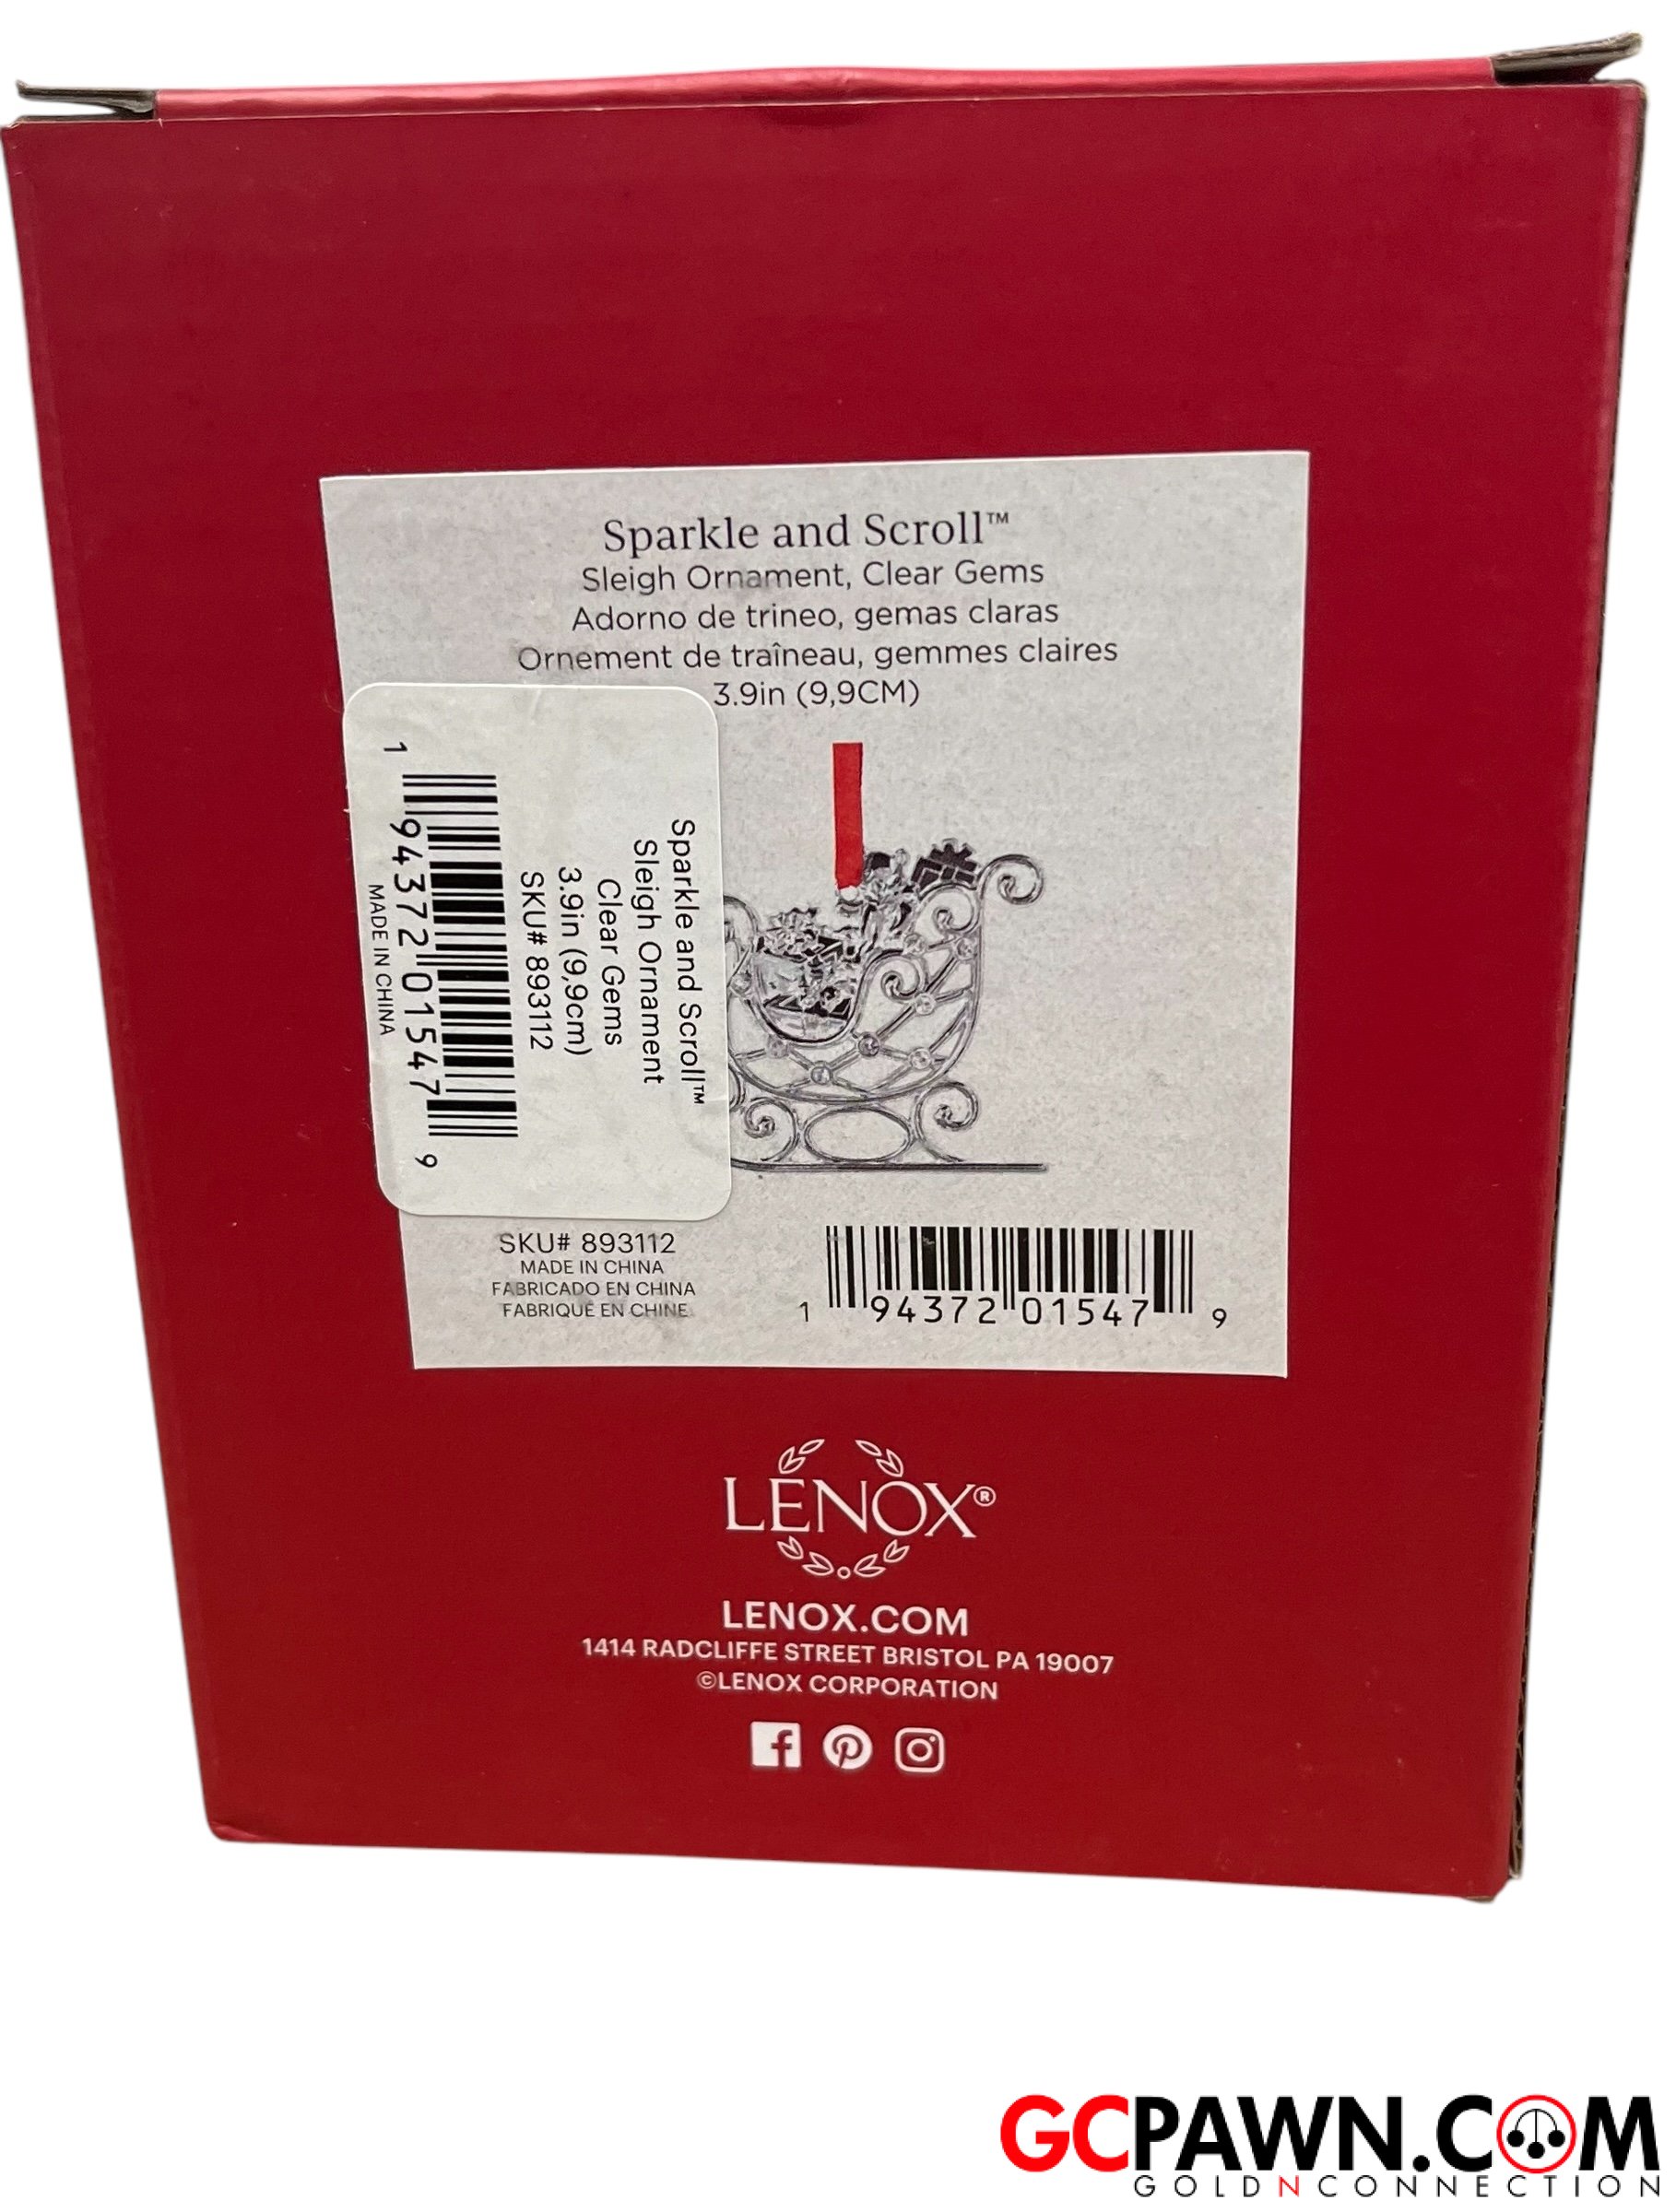 Sparkle and Scroll™
Sleigh Ornament, Clear Gems
Adorno de trineo, gemas claras
Ornement de traîneau, gemmes claires
3.9in (9,9CM)
Sparkle and Scroll™
Sleigh Ornament
Clear Gems
3.9in (9,9cm)
SKU# 893112
1 94372 01547 9
MADE IN CHINA
SKU# 893112
MADE IN CHINA
FABRICADO EN CHINA
FABRIQUÉ EN CHINE
1 94372 01547 9
LENOX®
LENOX.COM
1414 RADCLIFFE STREET BRISTOL PA 19007
©LENOX CORPORATION
GCPAWN.COM
GOLDNCONNECTION